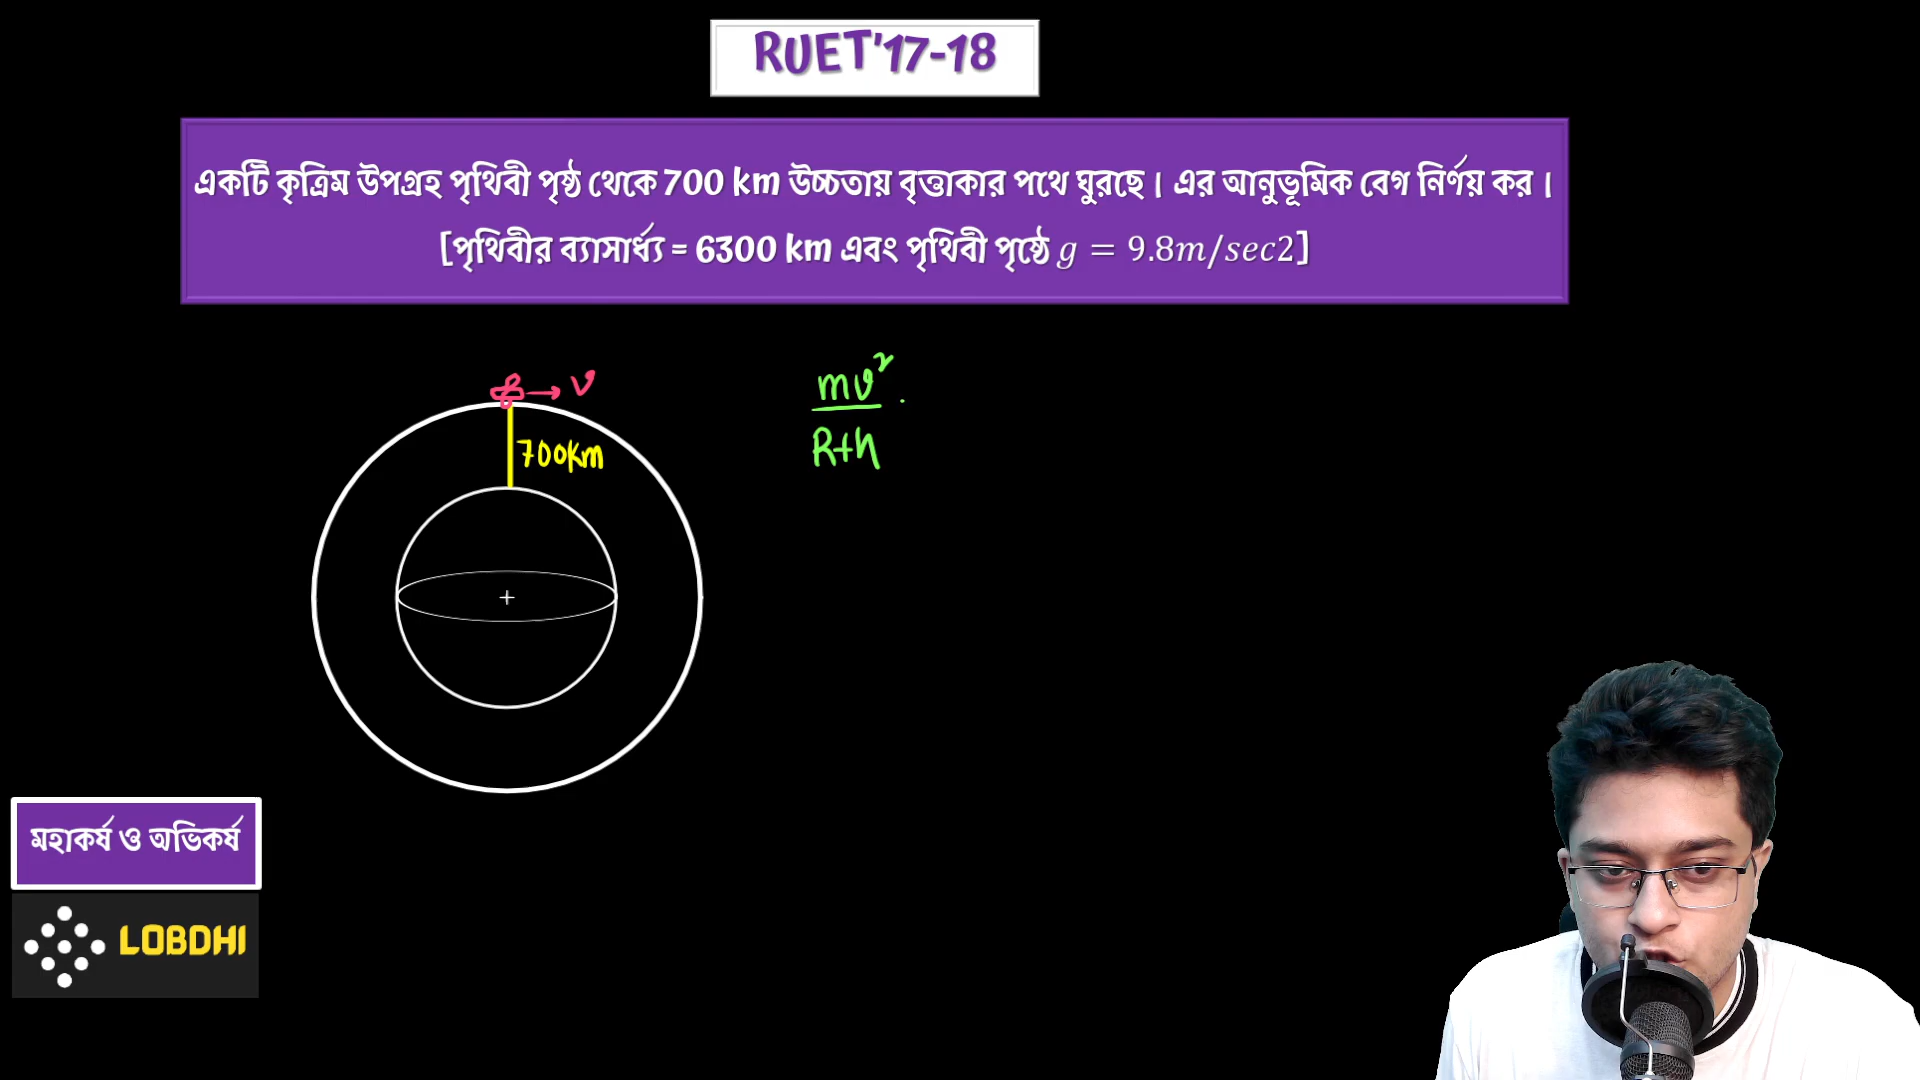 RUET'17-18
একটি কৃত্রিম উপগ্রহ পৃথিবী পৃষ্ঠ থেকে 700 km উচ্চতায় বৃত্তাকার পথে ঘুরছে। এর আনুভূমিক বেগ নির্ণয় কর।
[পৃথিবীর ব্যাসার্ধ্য = 6300 km এবং পৃথিবী পৃষ্ঠে g = 9.8m/sec2]
v
mv²
R+h
700km
মহাকর্ষ ও অভিকর্ষ
LOBDHI